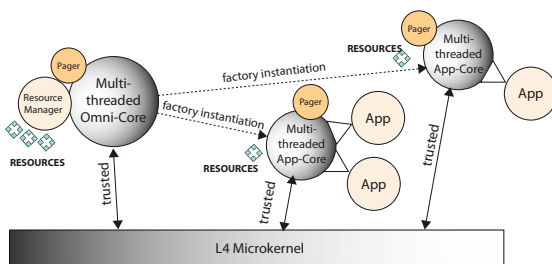 Pager
Multi-
threaded
Omni-Core
Resource
Manager
RESOURCES
trusted
factory instantiation
factory instantiation
Pager
Multi-
threaded
App-Core
RESOURCES
App
App
trusted
Pager
Multi-
threaded
App-Core
RESOURCES
App
trusted
L4 Microkernel